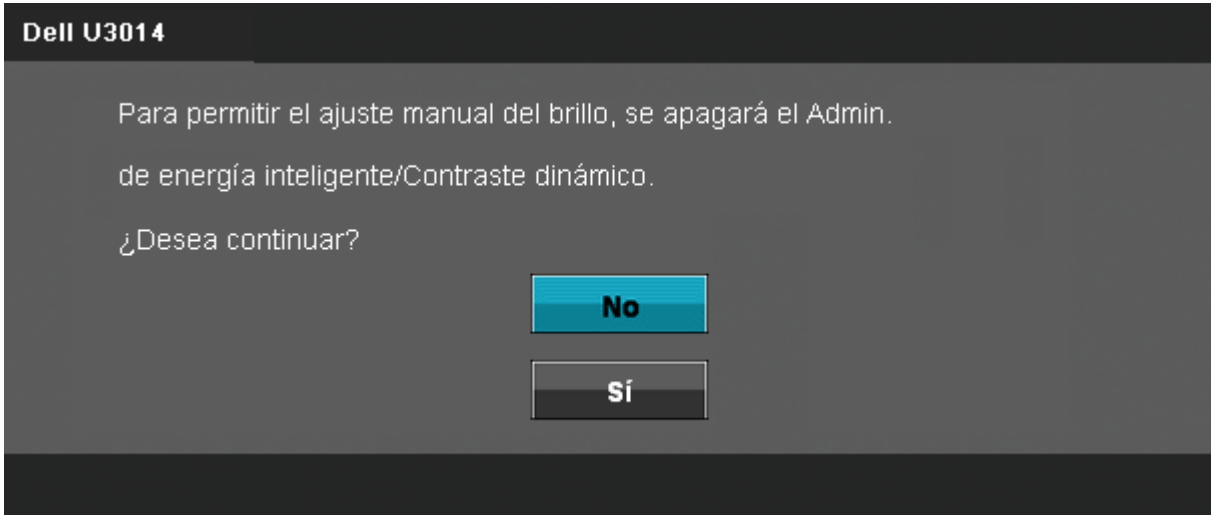 Dell U3014
Para permitir el ajuste manual del brillo, se apagará el Admin.
de energía inteligente/Contraste dinámico.
¿Desea continuar?
No
Sí